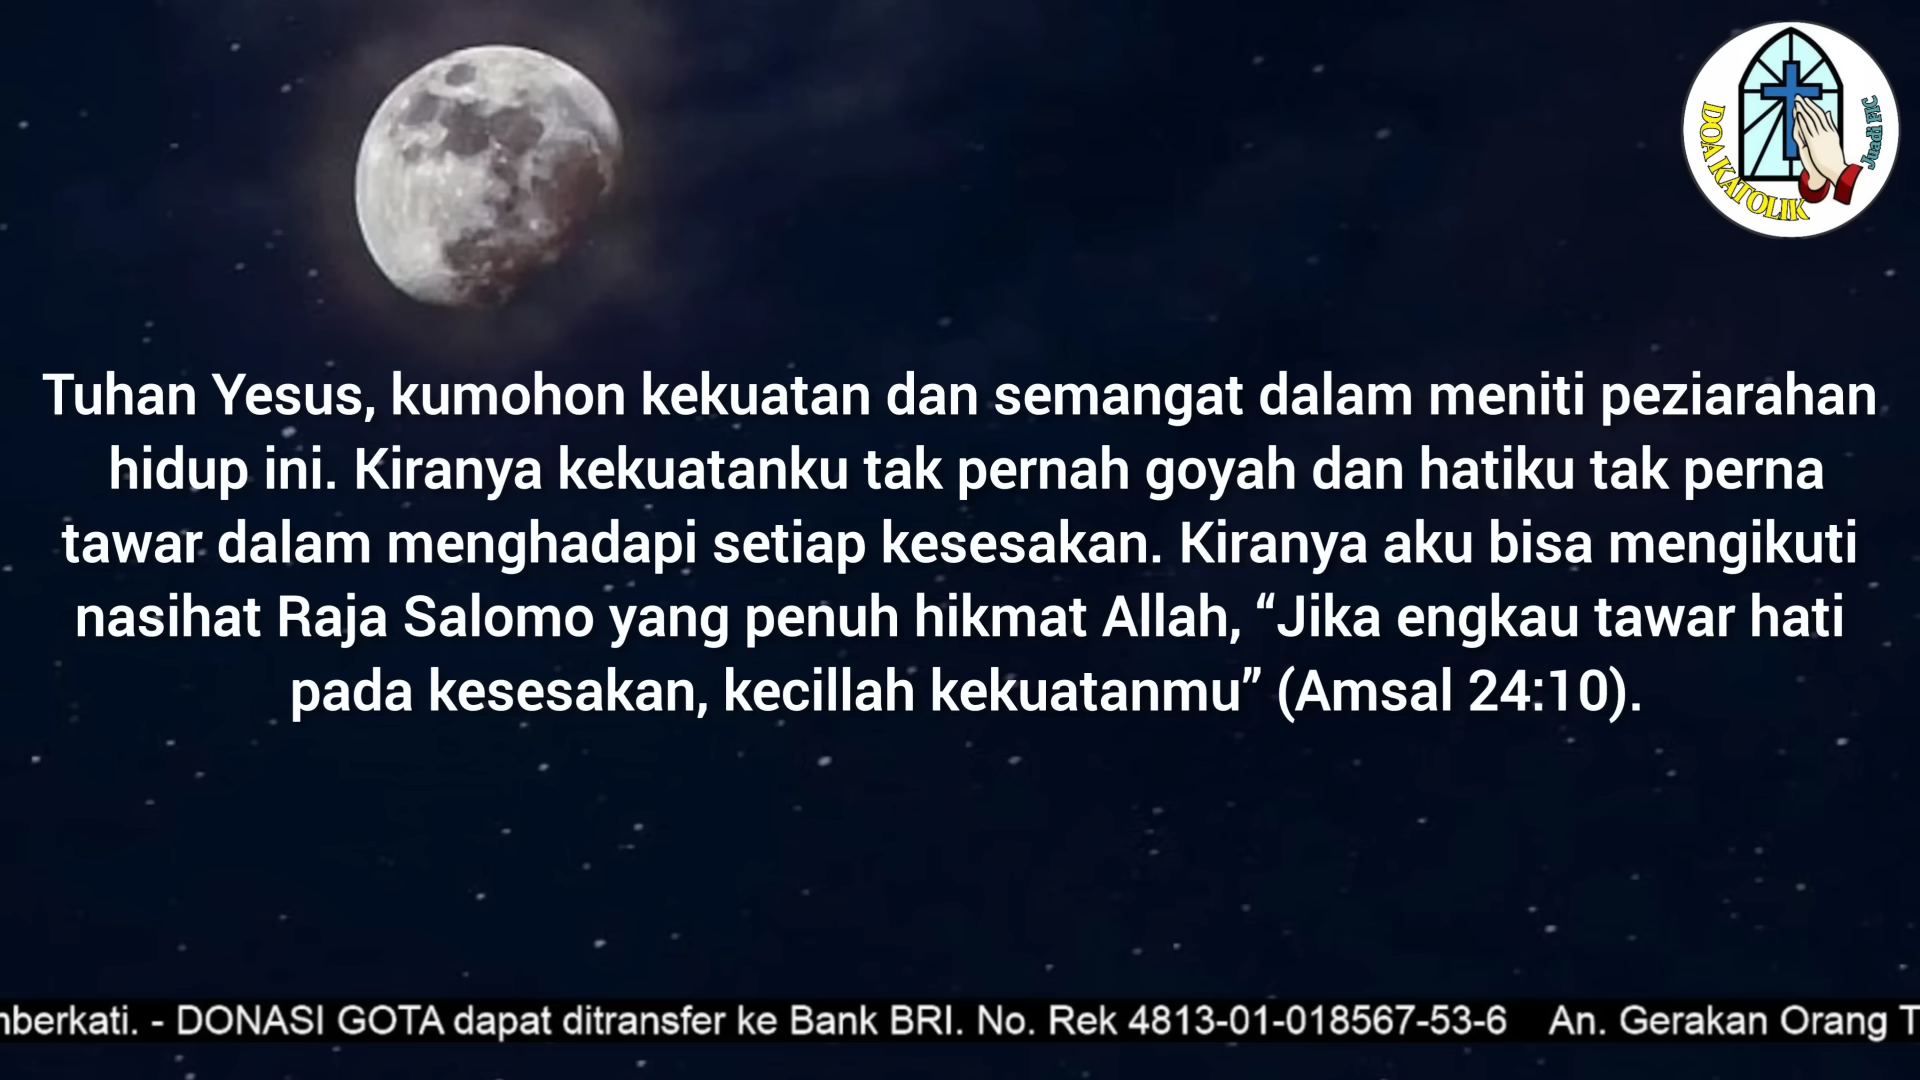 DOA KATOLIK
Juadi FIC
Tuhan Yesus, kumohon kekuatan dan semangat dalam meniti peziarahan
hidup ini. Kiranya kekuatanku tak pernah goyah dan hatiku tak perna
tawar dalam menghadapi setiap kesesakan. Kiranya aku bisa mengikuti
nasihat Raja Salomo yang penuh hikmat Allah, “Jika engkau tawar hati
pada kesesakan, kecillah kekuatanmu” (Amsal 24:10).
mberkati. - DONASI GOTA dapat ditransfer ke Bank BRI. No. Rek 4813-01-018567-53-6 An. Gerakan Orang T